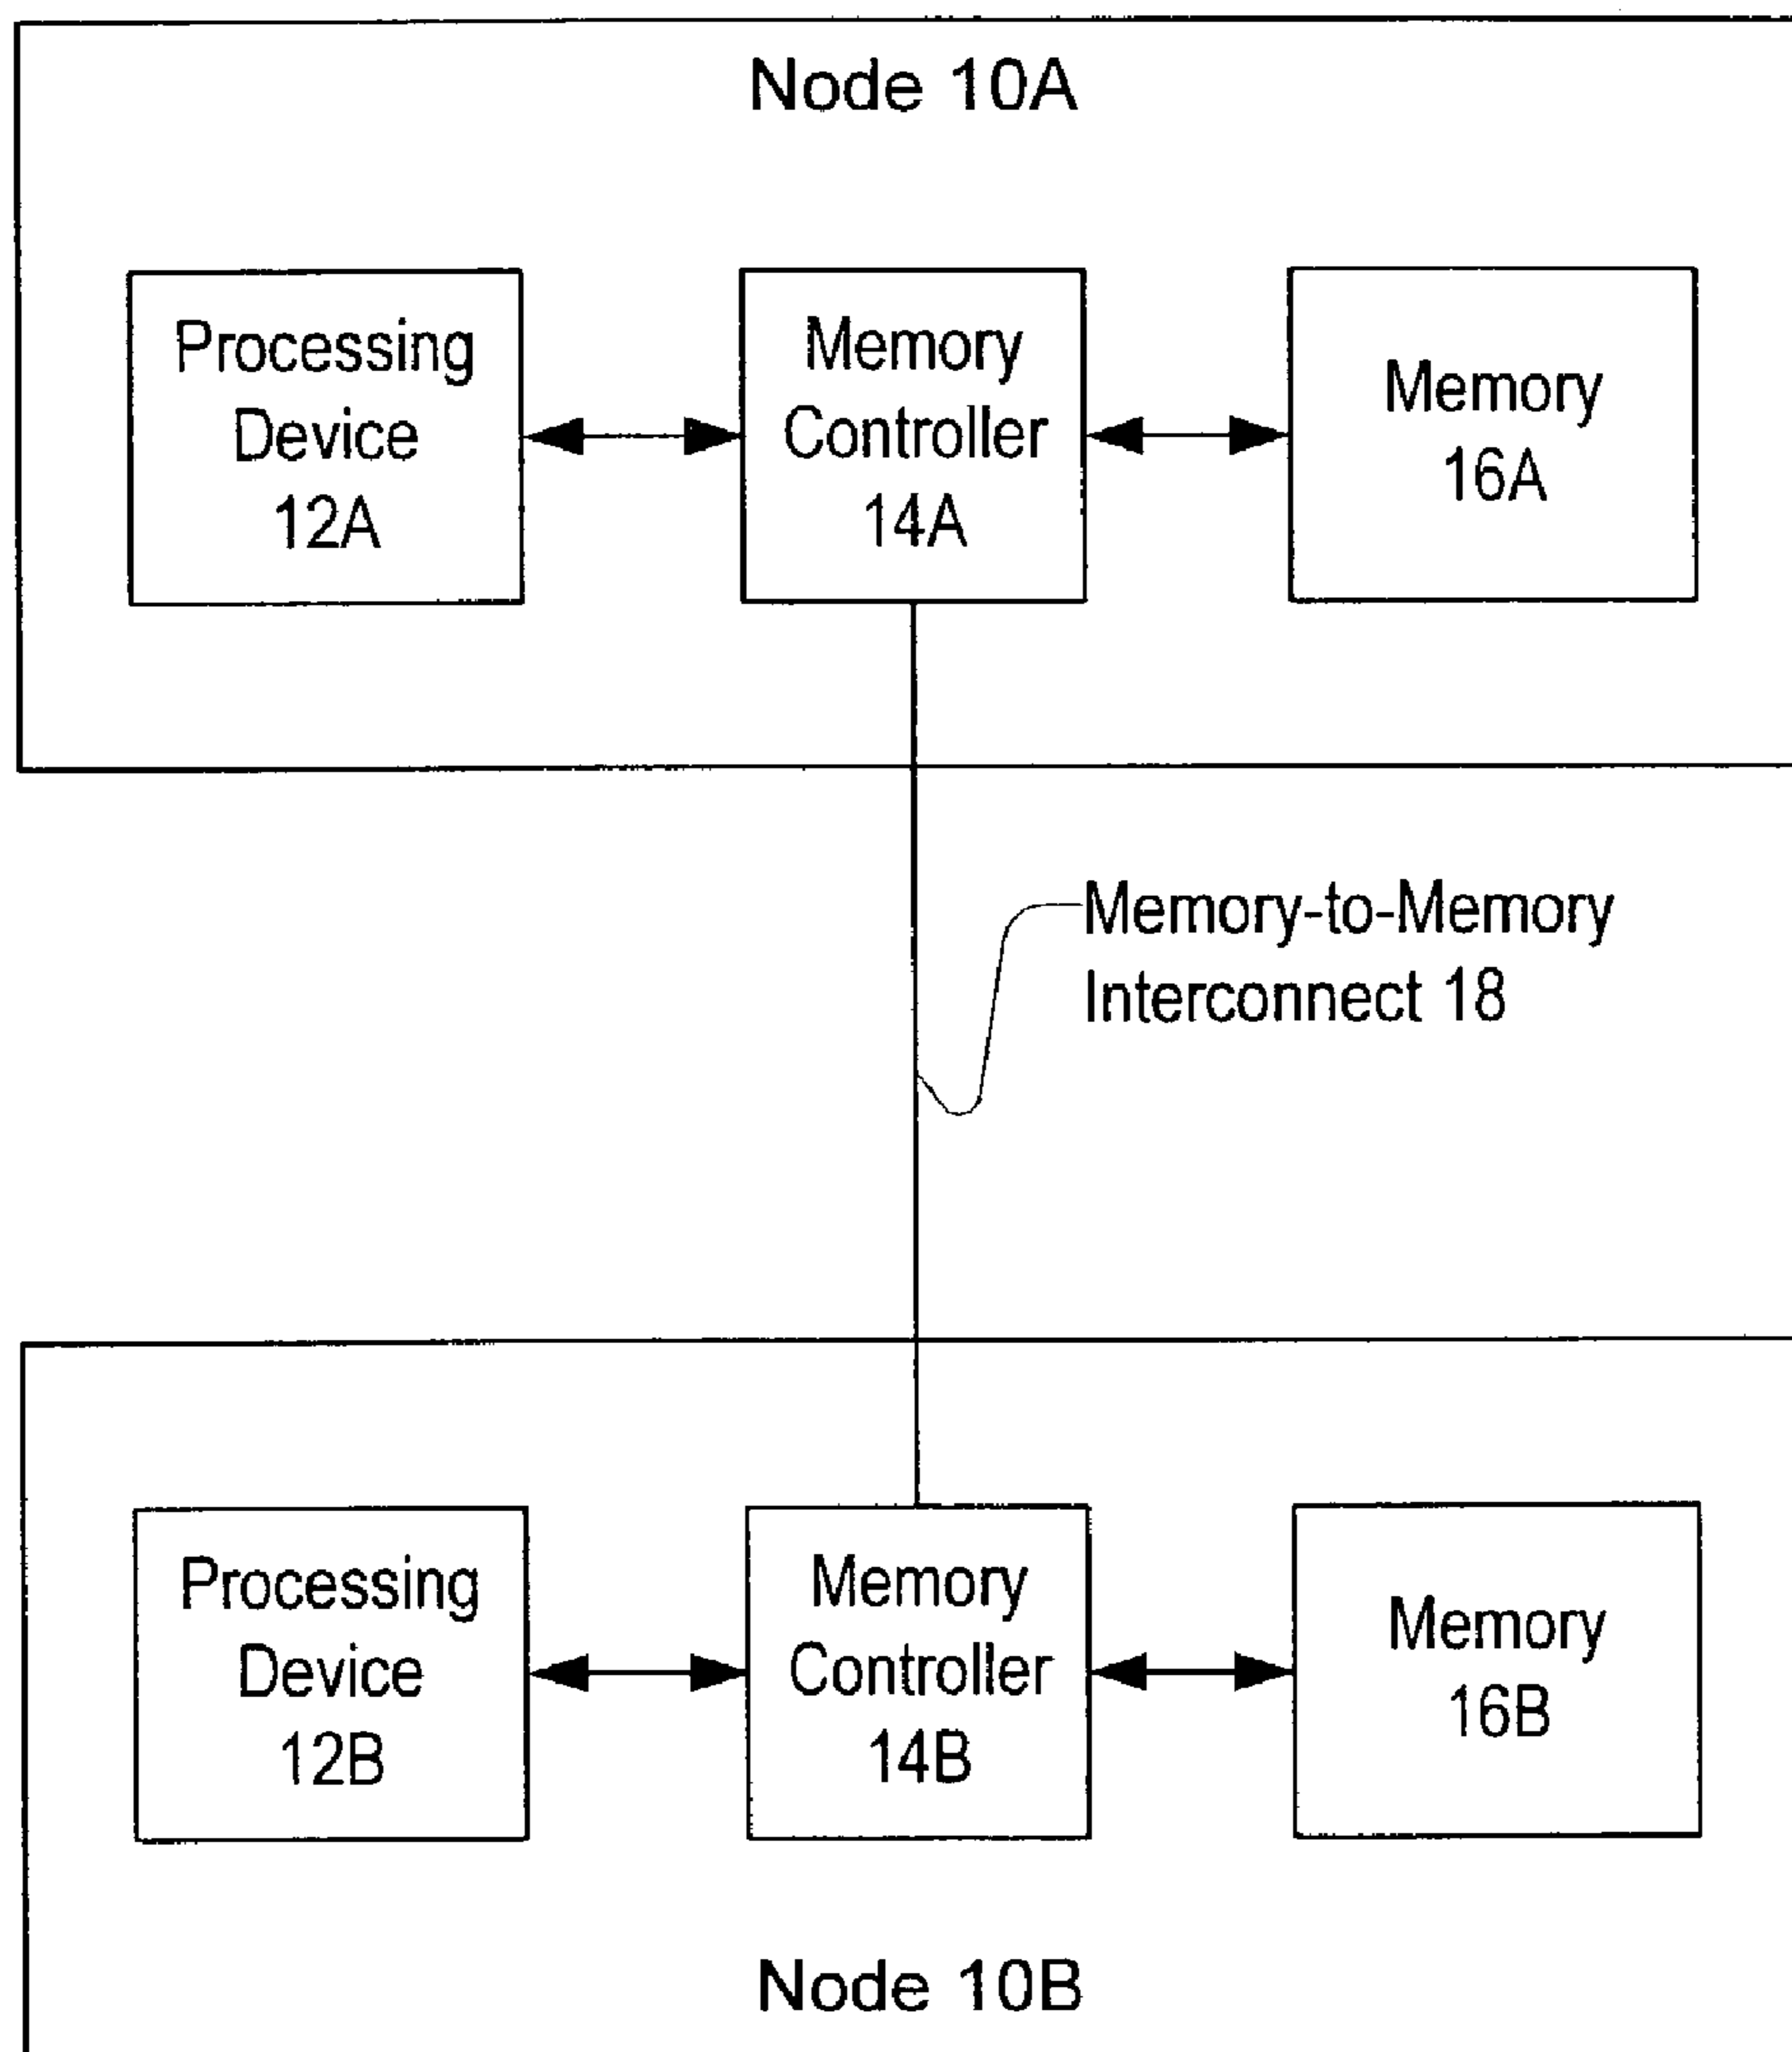 Node 10A
Processing
Device
12A
Memory
Controller
14A
Memory
16A
Memory-to-Memory
Interconnect 18
Processing
Device
12B
Memory
Controller
14B
Memory
16B
Node 10B